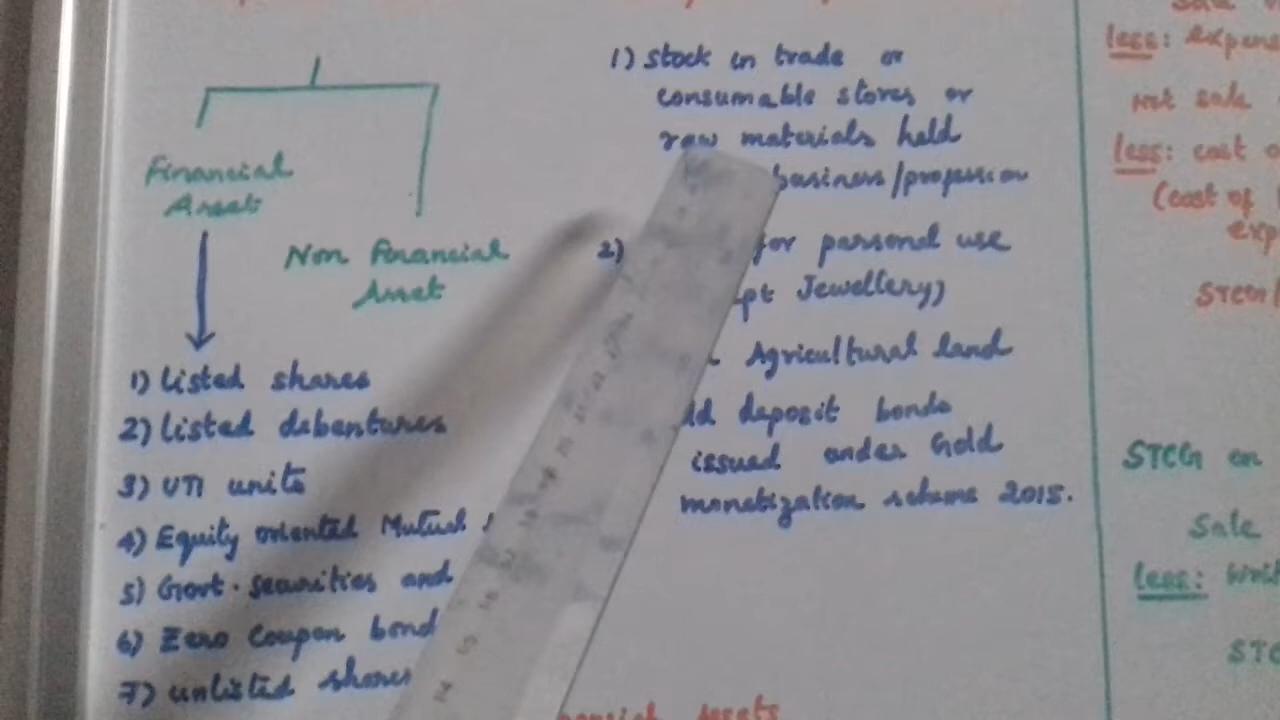 Financial
Asset
Non Financial
Asset
1) listed shares
2) listed debentures
3) UTI units
4) Equity oriented Mutual
5) Govt. securities and
6) Zero coupon bond
7) unlisted shares
1) stock in trade or
consumable stores or
raw materials held
business/profession
2) for personal use
Jewellery)
Agricultural land
deposit bonds
issued under Gold
monetization scheme 2015.
Assets
less: expens
Net sale
less: cost o
(cost of
exp
STCG/
STCG on
Sale
less: Writ
STC